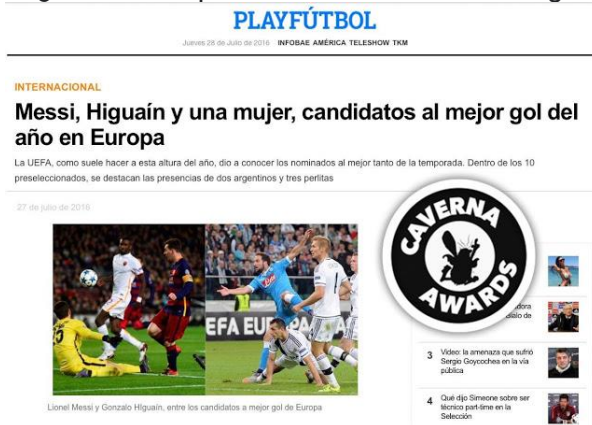 PLAYFÚTBOL
Jueves 28 de Julio de 2016 INFOBAE AMÉRICA TELESHOW TKM
INTERNACIONAL
Messi, Higuaín y una mujer, candidatos al mejor gol del
año en Europa
La UEFA, como suele hacer a esta altura del año, dio a conocer los nominados al mejor tanto de la temporada. Dentro de los 10
preseleccionados, se destacan las presencias de dos argentinos y tres perlitas
27 de julio de 2016
CAVERNA
AWARDS
EFA EUR PA
3 Video: la amenaza que sufrió
Sergio Goycochea en la vía
pública
4 Qué dijo Simeone sobre ser
técnico part-time en la
Selección
Lionel Messi y Gonzalo Higuaín, entre los candidatos a mejor gol de Europa